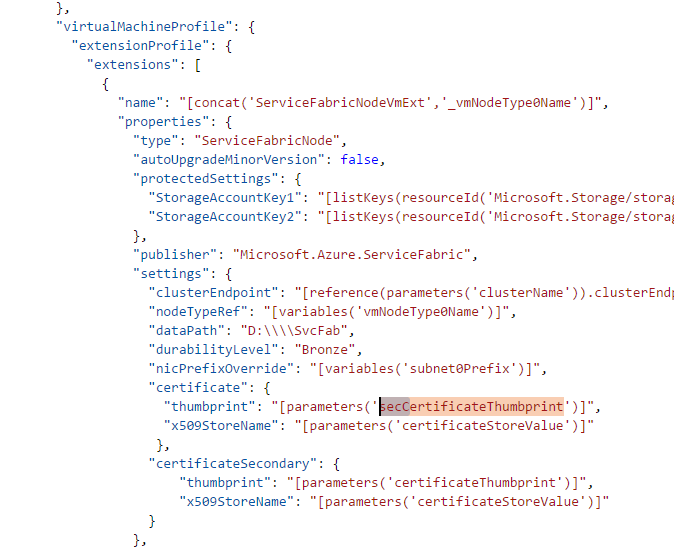 },
"virtualMachineProfile": {
"extensionProfile": {
"extensions": [
{
"name": "[concat('ServiceFabricNodeVmExt','_vmNodeType0Name')]",
"properties": {
"type": "ServiceFabricNode",
"autoUpgradeMinorVersion": false,
"protectedSettings": {
"StorageAccountKey1": "[listKeys(resourceId('Microsoft.Storage/storag
"StorageAccountKey2": "[listKeys(resourceId('Microsoft.Storage/storag
},
"publisher": "Microsoft.Azure.ServiceFabric",
"settings": {
"clusterEndpoint": "[reference(parameters('clusterName')).clusterEndp
"nodeTypeRef": "[variables('vmNodeType0Name')]",
"dataPath": "D:\\\\SvcFab",
"durabilityLevel": "Bronze",
"nicPrefixOverride": "[variables('subnet0Prefix')]",
"certificate": {
"thumbprint": "[parameters('secCertificateThumbprint')]",
"x509StoreName": "[parameters('certificateStoreValue')]"
},
"certificateSecondary": {
"thumbprint": "[parameters('certificateThumbprint')]",
"x509StoreName": "[parameters('certificateStoreValue')]"
}
},